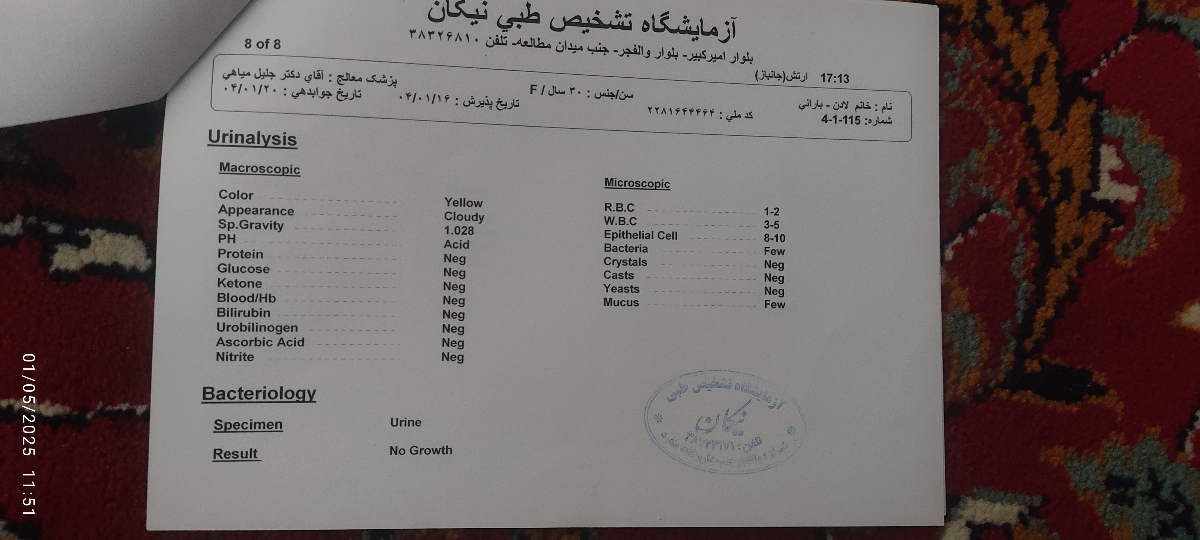 آزمایشگاه تشخیص طبي نیکان
بلوار امیرکبیر- بلوار والفجر- جنب میدان مطالعه- تلفن ۳۸۳۲۶۸۱۰
8 of 8
17:13 ارتش(جانباز)
نام : خانم لادن - بارانی سن/جنس : ۳۰ سال / F پزشک معالج : آقاي دکتر جلیل میاهي
شماره: 4-1-115 کد ملي : ۲۲۸۱۶۴۴۴۶۴ تاریخ پذیرش : ۰۴/۰۱/۱۶ تاریخ جوابدهي : ۰۴/۰۱/۲۰
Urinalysis
Macroscopic
Color Yellow
Appearance Cloudy
Sp.Gravity 1.028
PH Acid
Protein Neg
Glucose Neg
Ketone Neg
Blood/Hb Neg
Bilirubin Neg
Urobilinogen Neg
Ascorbic Acid Neg
Nitrite Neg
Microscopic
R.B.C 1-2
W.B.C 3-5
Epithelial Cell 8-10
Bacteria Few
Crystals Neg
Casts Neg
Yeasts Neg
Mucus Few
Bacteriology
Specimen Urine
Result No Growth
آزمایشگاه تشخیص طبی
نیکان
تلفن:
01/05/2025 11:51